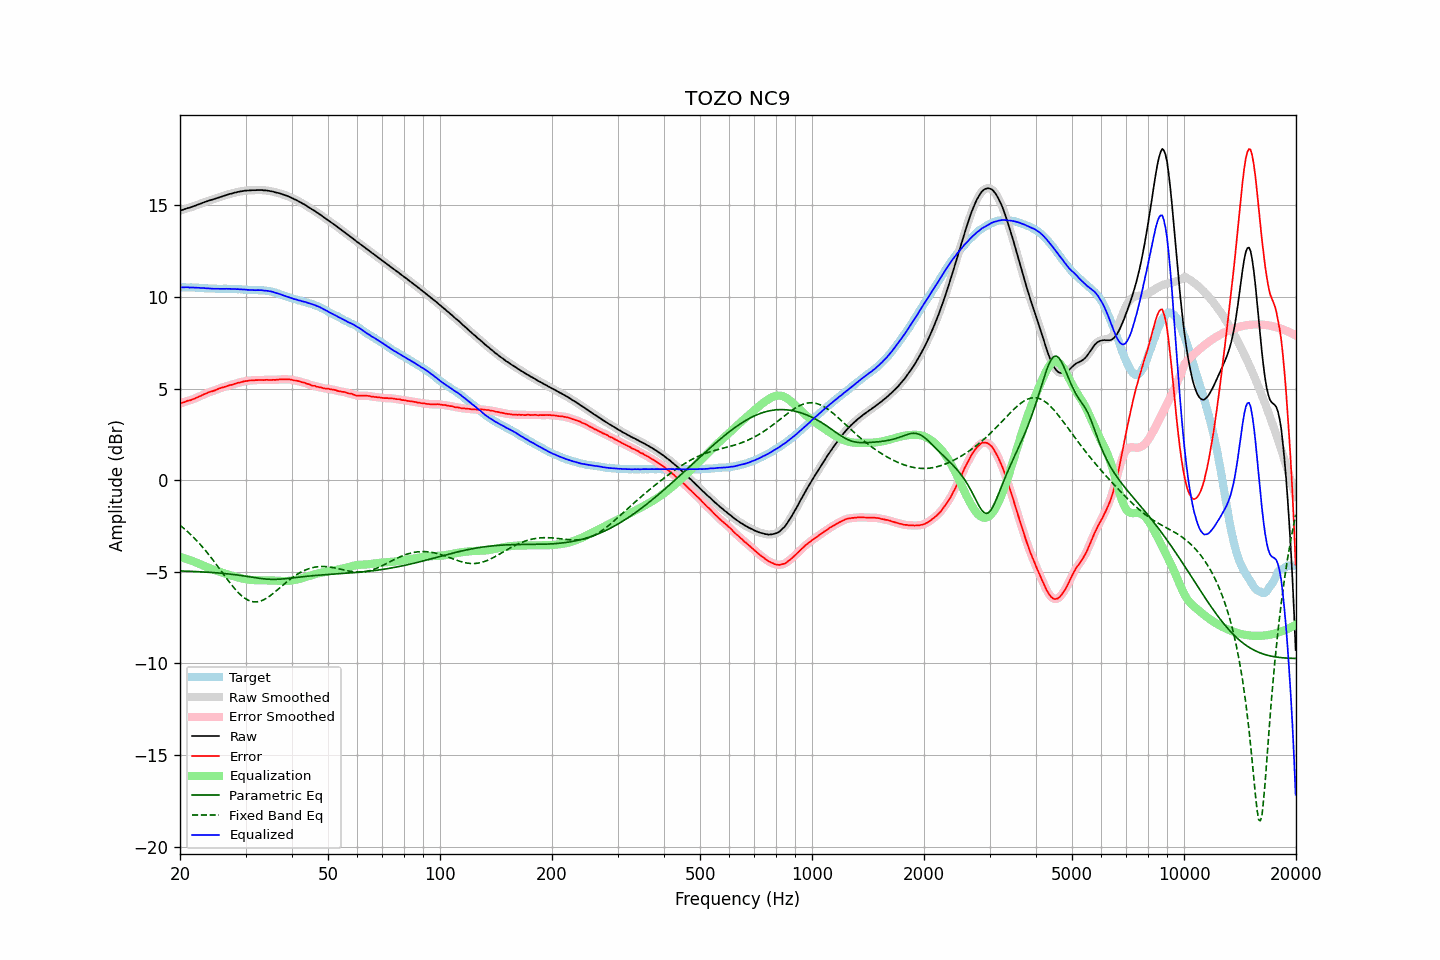 TOZO NC9
Amplitude (dBr)
15
10
5
0
−5
−10
−15
−20
Target
Raw Smoothed
Error Smoothed
Raw
Error
Equalization
Parametric Eq
Fixed Band Eq
Equalized
20 50 100 200 500 1000 2000 5000 10000 20000
Frequency (Hz)